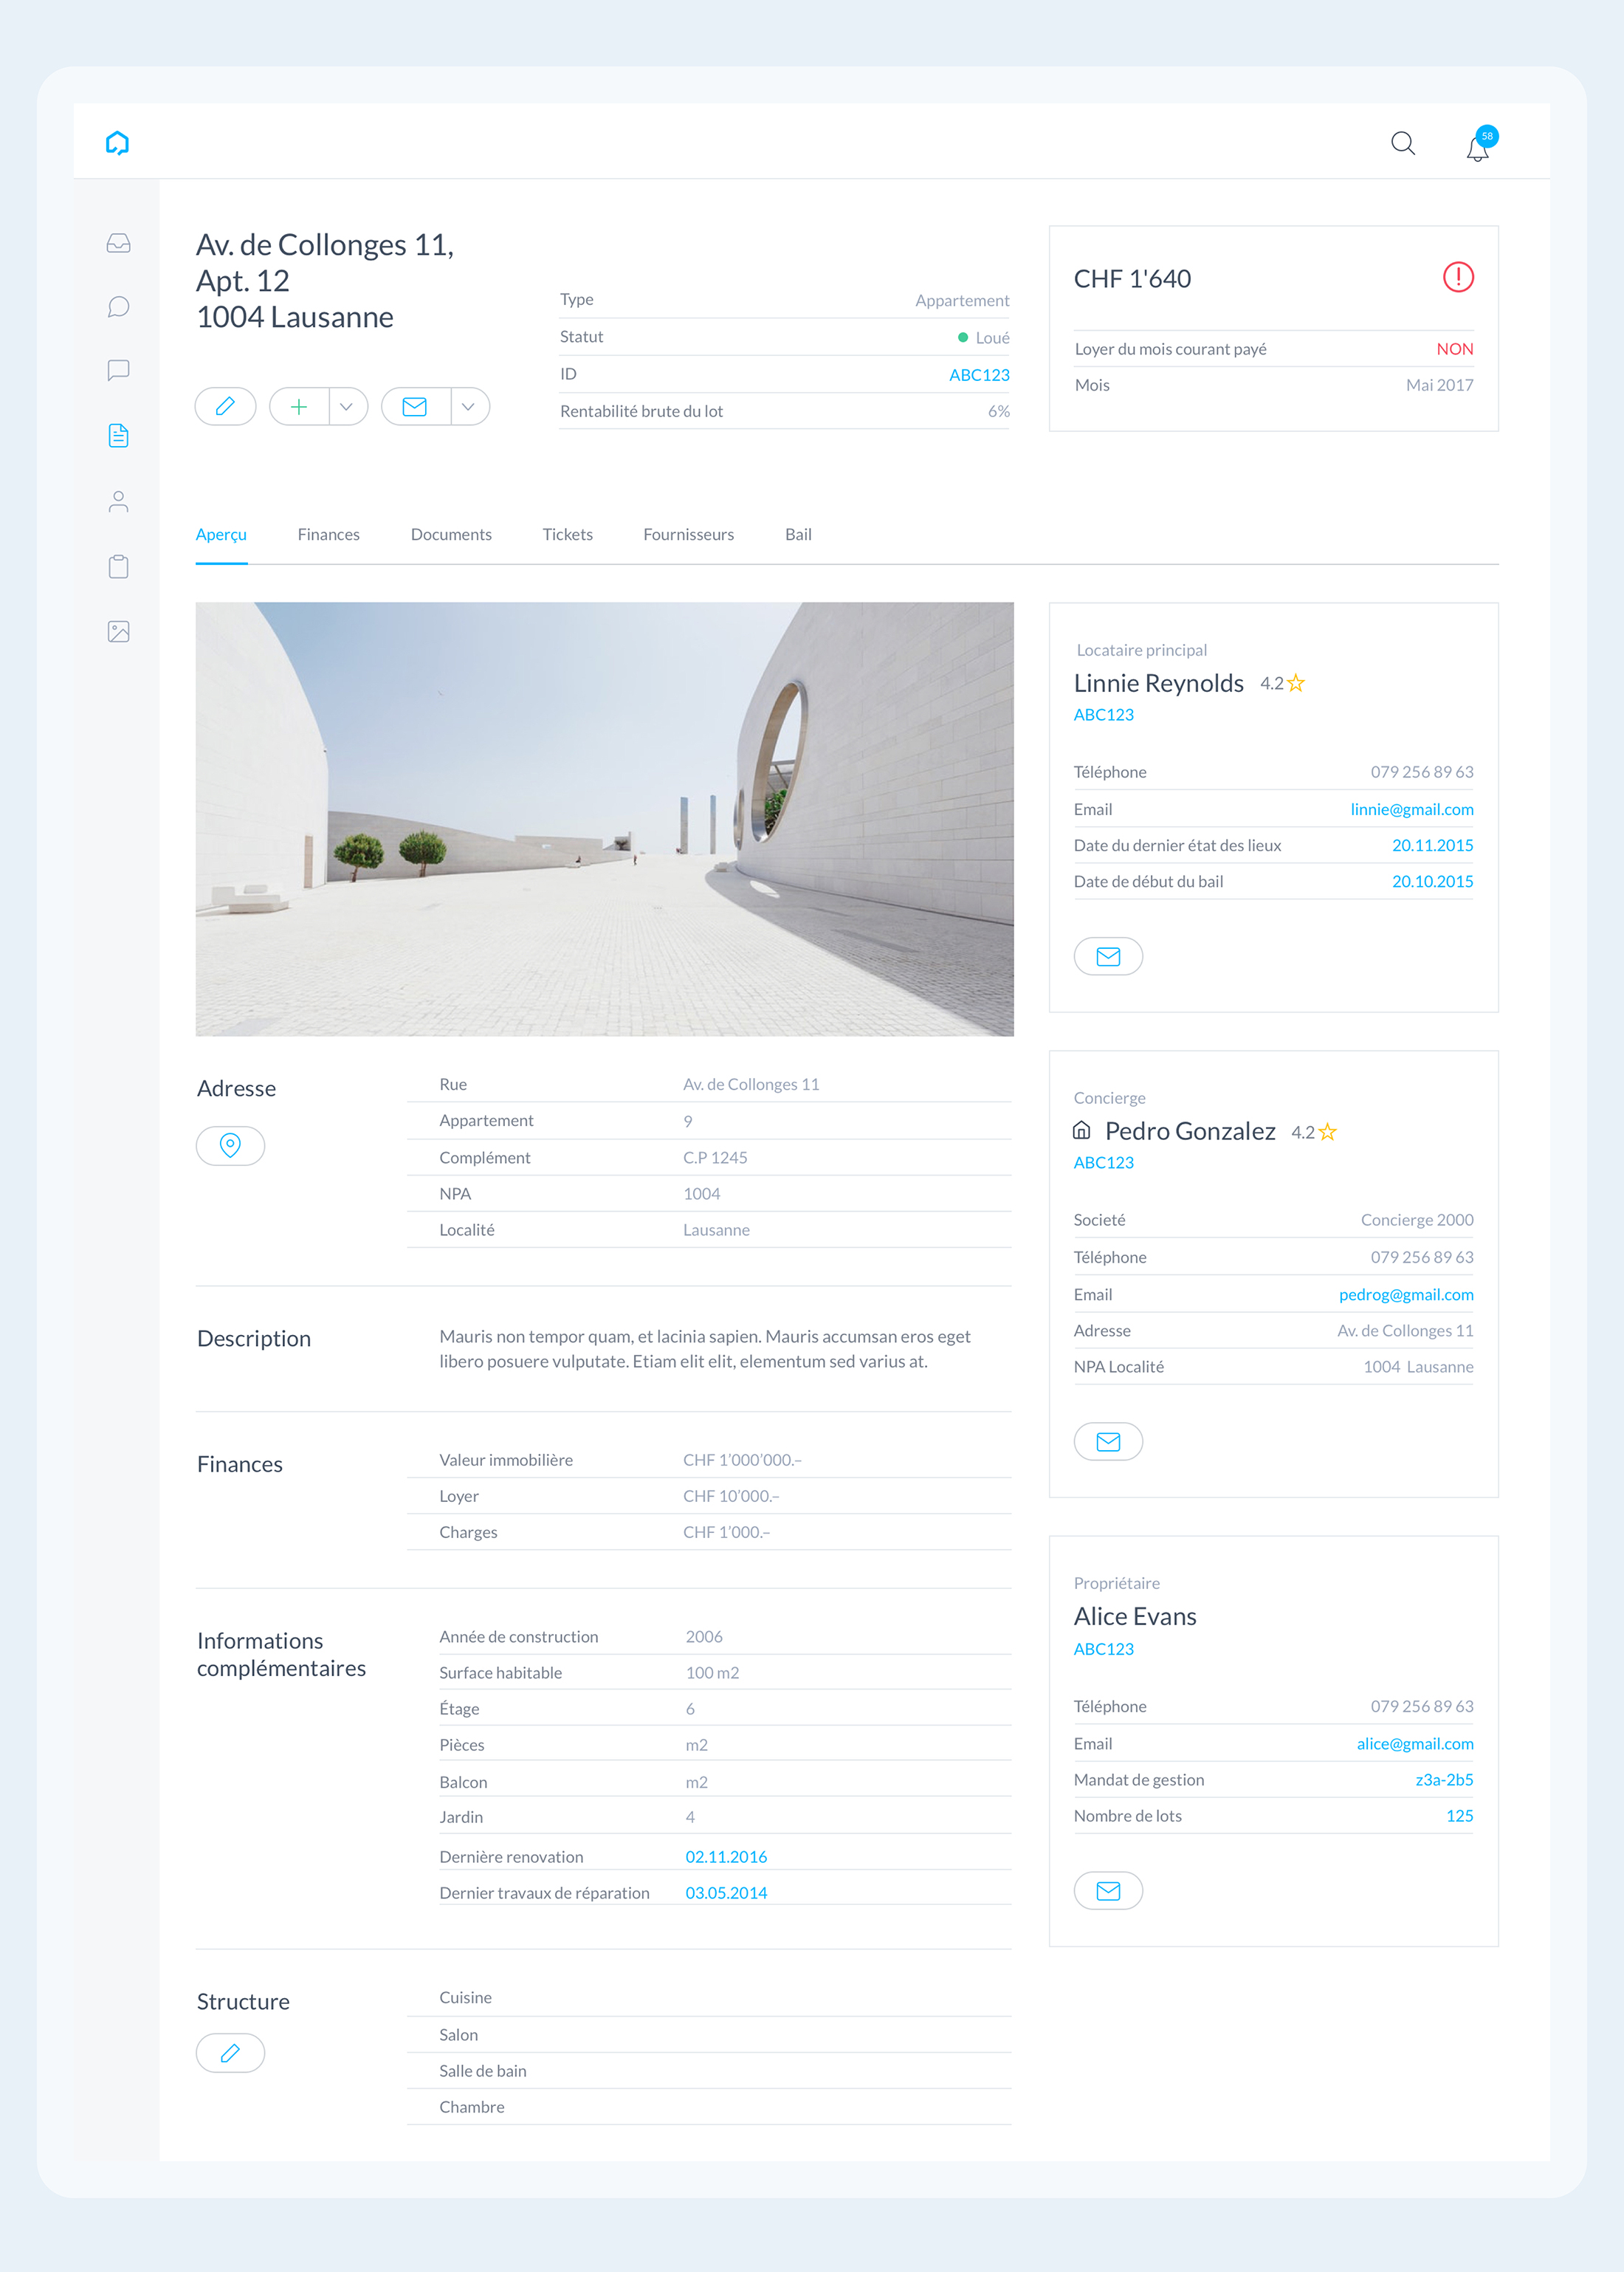 58
Av. de Collonges 11,
Apt. 12
1004 Lausanne
Type Appartement
Statut Loué
ID ABC123
Rentabilité brute du lot 6%
CHF 1'640
Loyer du mois courant payé NON
Mois Mai 2017
Aperçu Finances Documents Tickets Fournisseurs Bail
Locataire principal
Linnie Reynolds 4.2
ABC123
Téléphone 079 256 89 63
Email linnie@gmail.com
Date du dernier état des lieux 20.11.2015
Date de début du bail 20.10.2015
Adresse
Rue Av. de Collonges 11
Appartement 9
Complément C.P 1245
NPA 1004
Localité Lausanne
Description
Mauris non tempor quam, et lacinia sapien. Mauris accumsan eros eget
libero posuere vulputate. Etiam elit elit, elementum sed varius at.
Finances
Valeur immobilière CHF 1'000'000.–
Loyer CHF 10'000.–
Charges CHF 1'000.–
Informations
complémentaires
Année de construction 2006
Surface habitable 100 m2
Étage 6
Pièces m2
Balcon m2
Jardin 4
Dernière renovation 02.11.2016
Dernier travaux de réparation 03.05.2014
Structure
Cuisine
Salon
Salle de bain
Chambre
Concierge
Pedro Gonzalez 4.2
ABC123
Societé Concierge 2000
Téléphone 079 256 89 63
Email pedrog@gmail.com
Adresse Av. de Collonges 11
NPA Localité 1004 Lausanne
Propriétaire
Alice Evans
ABC123
Téléphone 079 256 89 63
Email alice@gmail.com
Mandat de gestion z3a-2b5
Nombre de lots 125